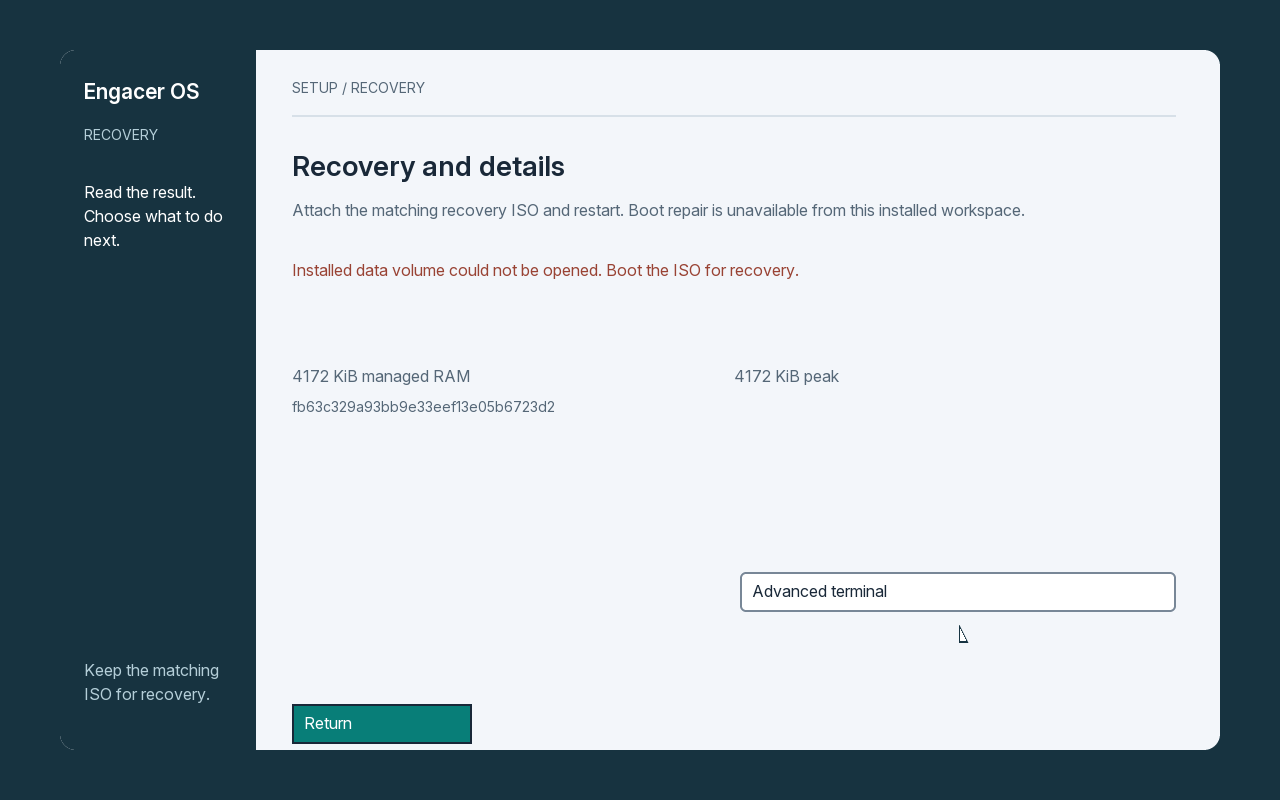 Engacer OS
RECOVERY
Read the result.
Choose what to do
next.
Keep the matching
ISO for recovery.
SETUP / RECOVERY
Recovery and details
Attach the matching recovery ISO and restart. Boot repair is unavailable from this installed workspace.
Installed data volume could not be opened. Boot the ISO for recovery.
4172 KiB managed RAM
4172 KiB peak
fb63c329a93bb9e33eef13e05b6723d2
Advanced terminal
Return